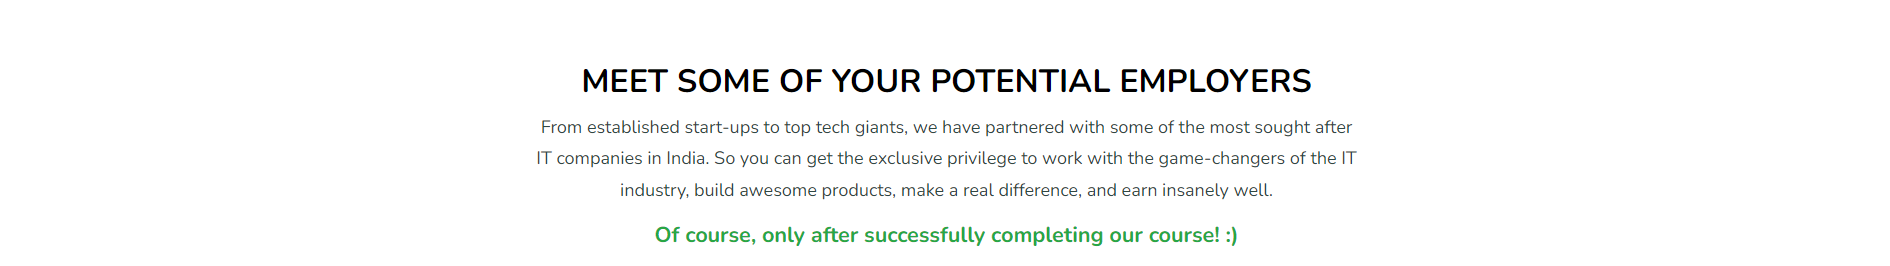 MEET SOME OF YOUR POTENTIAL EMPLOYERS
From established start-ups to top tech giants, we have partnered with some of the most sought after
IT companies in India. So you can get the exclusive privilege to work with the game-changers of the IT
industry, build awesome products, make a real difference, and earn insanely well.
Of course, only after successfully completing our course! :)